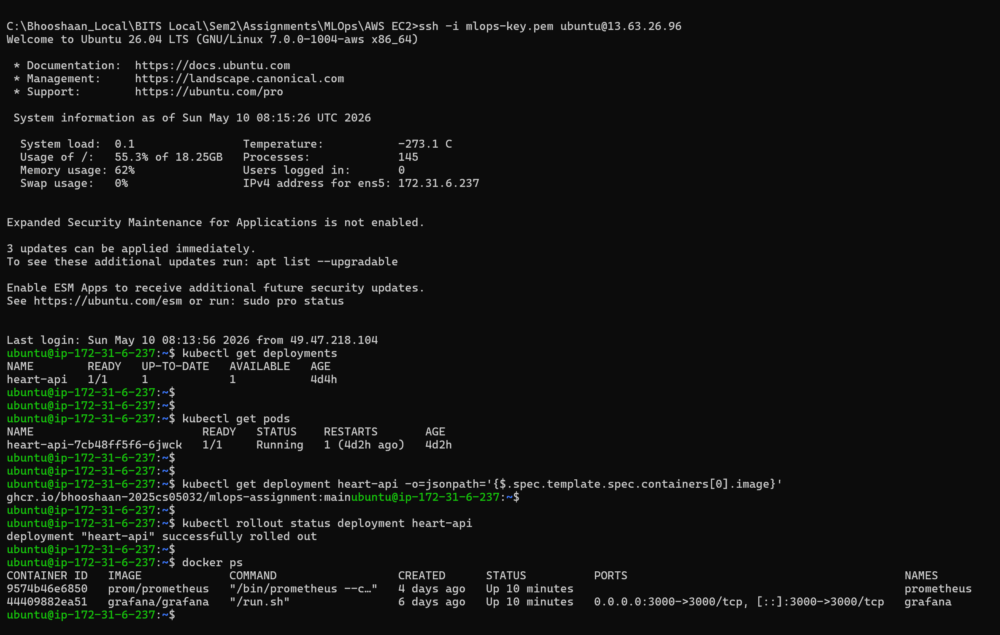 C:\Bhooshaan_Local\BITS Local\Sem2\Assignments\MLOps\AWS EC2>ssh -i mlops-key.pem ubuntu@13.63.26.96
Welcome to Ubuntu 26.04 LTS (GNU/Linux 7.0.0-1004-aws x86_64)
* Documentation:  https://docs.ubuntu.com
* Management:     https://landscape.canonical.com
* Support:        https://ubuntu.com/pro
System information as of Sun May 10 08:15:26 UTC 2026
System load:  0.1                Temperature:           -273.1 C
Usage of /:   55.3% of 18.25GB   Processes:             145
Memory usage: 62%                Users logged in:       0
Swap usage:   0%                 IPv4 address for ens5: 172.31.6.237
Expanded Security Maintenance for Applications is not enabled.
3 updates can be applied immediately.
To see these additional updates run: apt list --upgradable
Enable ESM Apps to receive additional future security updates.
See https://ubuntu.com/esm or run: sudo pro status
Last login: Sun May 10 08:13:56 2026 from 49.47.218.104
ubuntu@ip-172-31-6-237:~$ kubectl get deployments
NAME        READY   UP-TO-DATE   AVAILABLE   AGE
heart-api   1/1     1            1           4d4h
ubuntu@ip-172-31-6-237:~$
ubuntu@ip-172-31-6-237:~$
ubuntu@ip-172-31-6-237:~$ kubectl get pods
NAME                         READY   STATUS    RESTARTS       AGE
heart-api-7cb48ff5f6-6jwck   1/1     Running   1 (4d2h ago)   4d2h
ubuntu@ip-172-31-6-237:~$
ubuntu@ip-172-31-6-237:~$
ubuntu@ip-172-31-6-237:~$ kubectl get deployment heart-api -o=jsonpath='{$.spec.template.spec.containers[0].image}'
ghcr.io/bhooshaan-2025cs05032/mlops-assignment:mainubuntu@ip-172-31-6-237:~$
ubuntu@ip-172-31-6-237:~$
ubuntu@ip-172-31-6-237:~$ kubectl rollout status deployment heart-api
deployment "heart-api" successfully rolled out
ubuntu@ip-172-31-6-237:~$
ubuntu@ip-172-31-6-237:~$ docker ps
CONTAINER ID   IMAGE             COMMAND                  CREATED      STATUS          PORTS                                         NAMES
9574b46e6850   prom/prometheus   "/bin/prometheus --c…"   4 days ago   Up 10 minutes                                                 prometheus
44409882ea51   grafana/grafana   "/run.sh"                6 days ago   Up 10 minutes   0.0.0.0:3000->3000/tcp, [::]:3000->3000/tcp   grafana
ubuntu@ip-172-31-6-237:~$